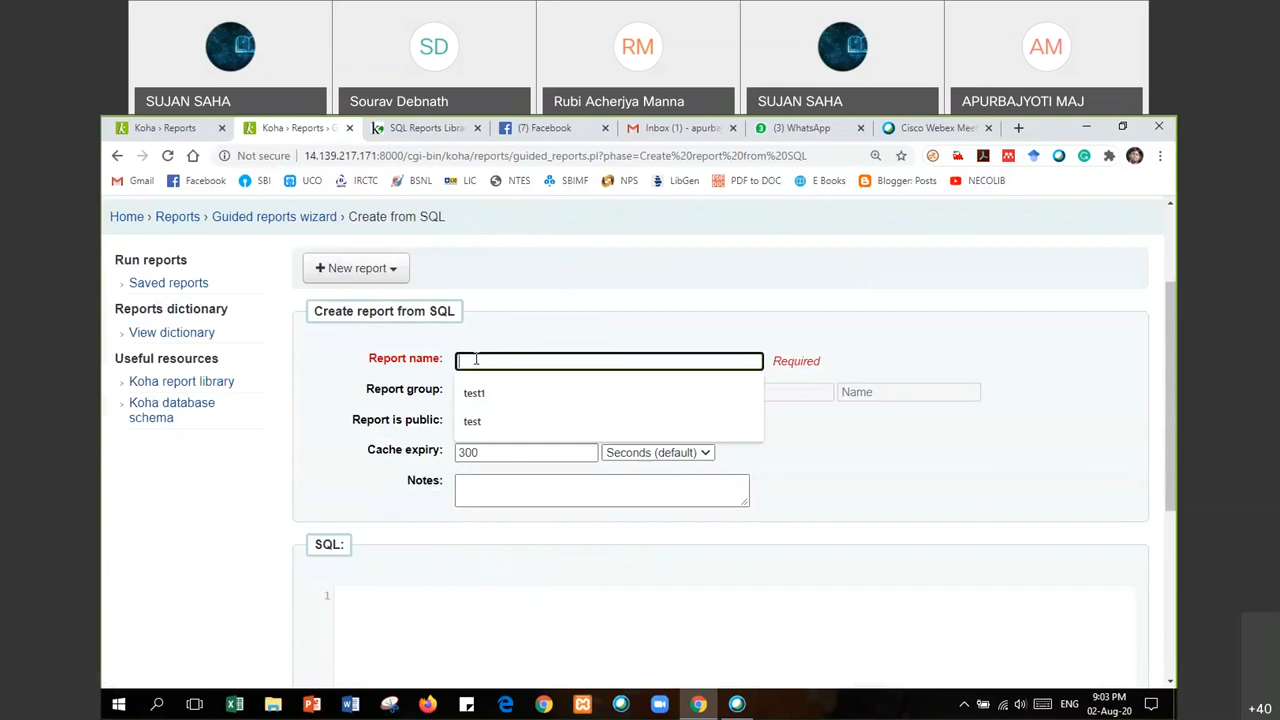 SD
RM
AM
SUJAN SAHA
Sourav Debnath
Rubi Acherjya Manna
SUJAN SAHA
APURBAJYOTI MAJ
Koha › Reports
Koha › Reports › G
SQL Reports Libra
(7) Facebook
Inbox (1) - apurba
(3) WhatsApp
Cisco Webex Mee
Not secure
14.139.217.171:8000/cgi-bin/koha/reports/guided_reports.pl?phase=Create%20report%20from%20SQL
Gmail
Facebook
SBI
UCO
IRCTC
BSNL
LIC
NTES
SBIMF
NPS
LibGen
PDF to DOC
E Books
Blogger: Posts
NECOLIB
Home › Reports › Guided reports wizard › Create from SQL
Run reports
Saved reports
Reports dictionary
View dictionary
Useful resources
Koha report library
Koha database
schema
+ New report
Create report from SQL
Report name:
Required
test1
test
Report group:
Name
Report is public:
Cache expiry:
300
Seconds (default)
Notes:
SQL:
1
ENG
9:03 PM
02-Aug-20
+40